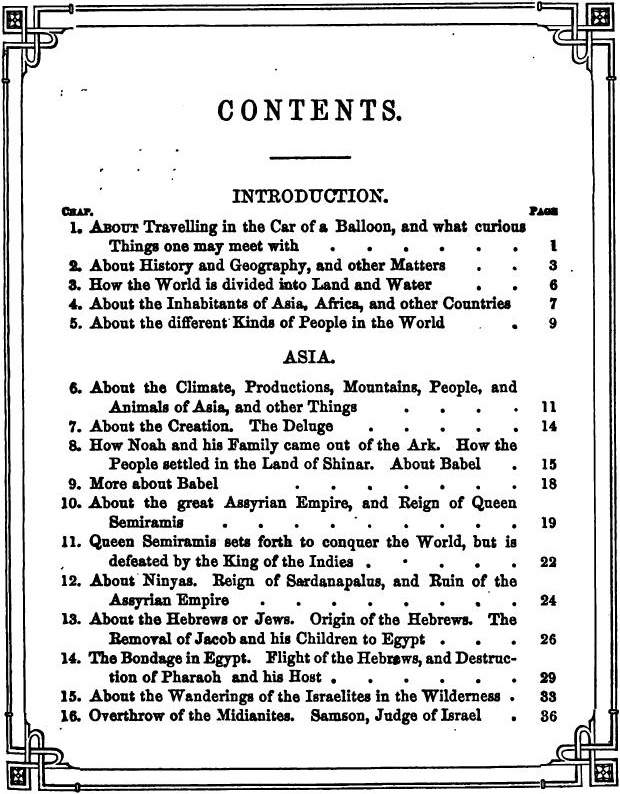 CONTENTS.
INTRODUCTION.
CHAP. PAGE
1. ABOUT Travelling in the Car of a Balloon, and what curious
Things one may meet with . . . . . . 1
2. About History and Geography, and other Matters . . 3
3. How the World is divided into Land and Water . . 6
4. About the Inhabitants of Asia, Africa, and other Countries 7
5. About the different Kinds of People in the World . . 9
ASIA.
6. About the Climate, Productions, Mountains, People, and
Animals of Asia, and other Things . . . . 11
7. About the Creation. The Deluge . . . . . 14
8. How Noah and his Family came out of the Ark. How the
People settled in the Land of Shinar. About Babel . 15
9. More about Babel . . . . . . . 18
10. About the great Assyrian Empire, and Reign of Queen
Semiramis . . . . . . . . . 19
11. Queen Semiramis sets forth to conquer the World, but is
defeated by the King of the Indies . . . . . 22
12. About Ninyas. Reign of Sardanapalus, and Ruin of the
Assyrian Empire . . . . . . . . 24
13. About the Hebrews or Jews. Origin of the Hebrews. The
Removal of Jacob and his Children to Egypt . . . 26
14. The Bondage in Egypt. Flight of the Hebrews, and Destruc-
tion of Pharaoh and his Host . . . . . . 29
15. About the Wanderings of the Israelites in the Wilderness . 33
16. Overthrow of the Midianites. Samson, Judge of Israel . 36